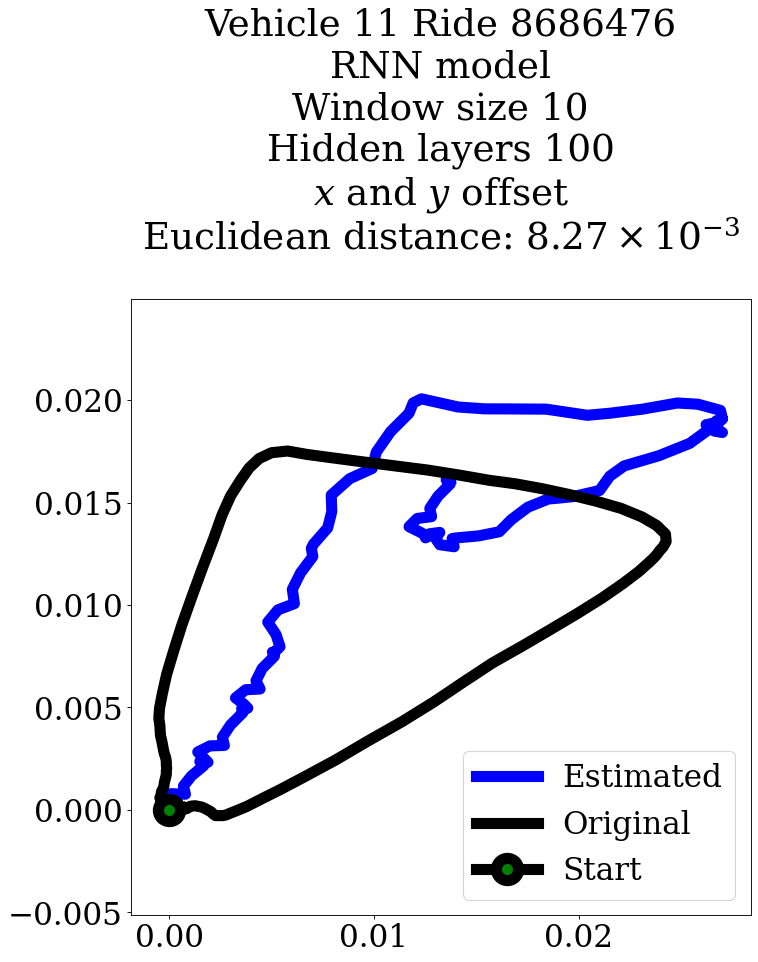 Vehicle 11 Ride 8686476
RNN model
Window size 10
Hidden layers 100
x and y offset
Euclidean distance: 8.27 × 10⁻³
0.020
0.015
0.010
0.005
0.000
−0.005
0.00 0.01 0.02
Estimated
Original
Start